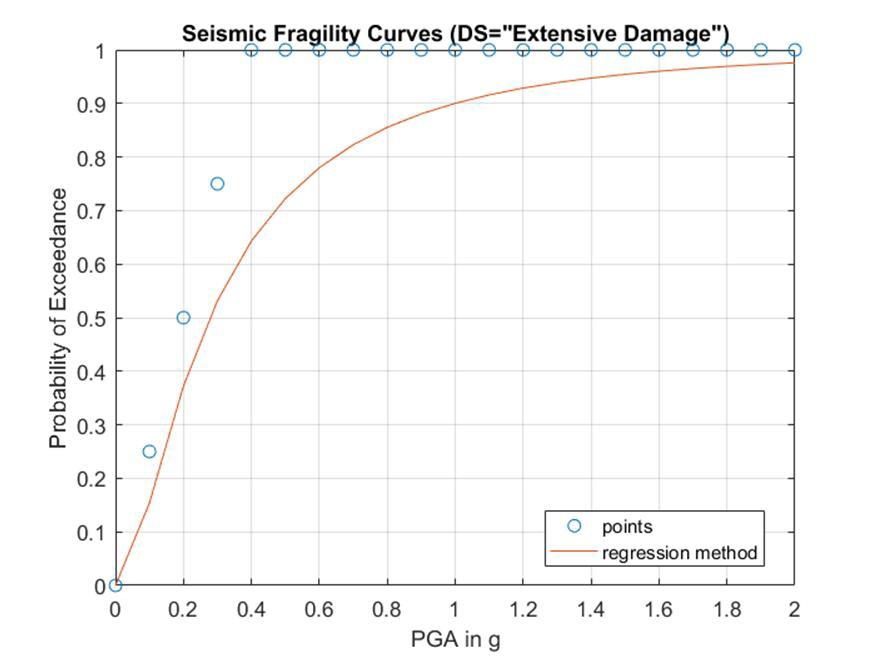 Seismic Fragility Curves (DS="Extensive Damage")
Probability of Exceedance
1
0.9
0.8
0.7
0.6
0.5
0.4
0.3
0.2
0.1
0
0 0.2 0.4 0.6 0.8 1 1.2 1.4 1.6 1.8 2
PGA in g
points
regression method